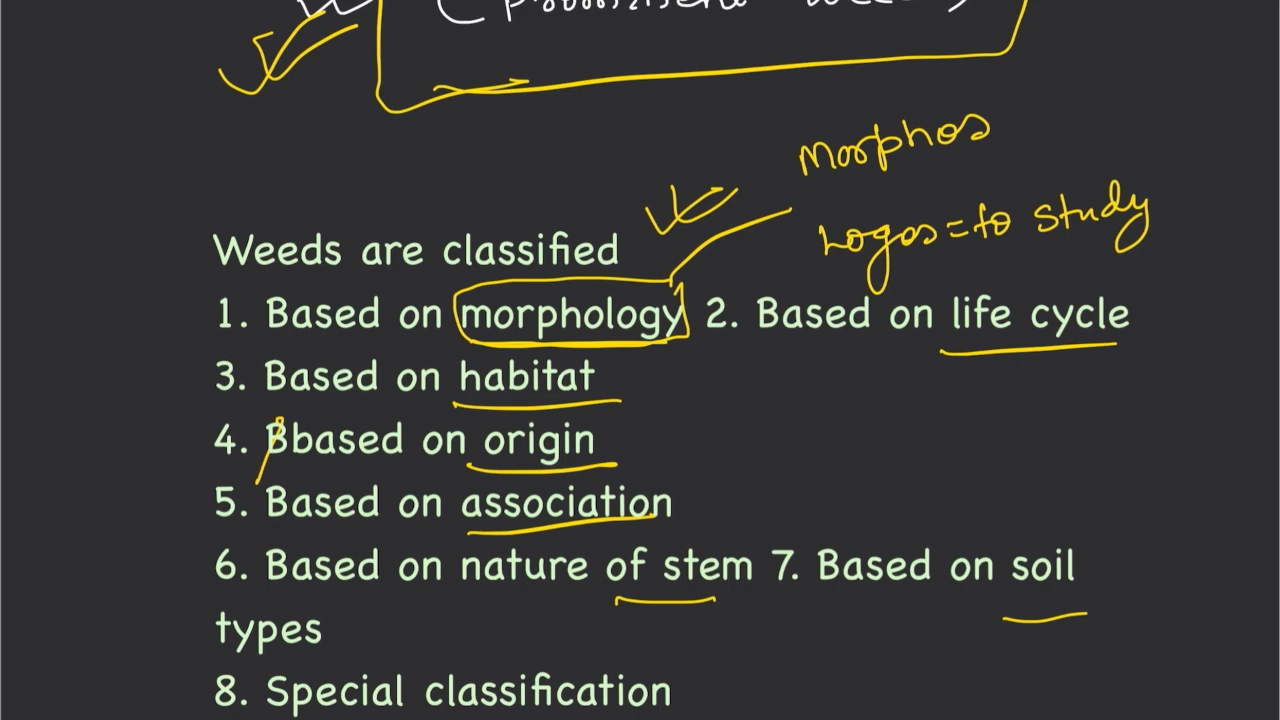 Morphos
Logos = to study
Weeds are classified
1. Based on morphology 2. Based on life cycle
3. Based on habitat
4. Bbased on origin
5. Based on association
6. Based on nature of stem 7. Based on soil
types
8. Special classification